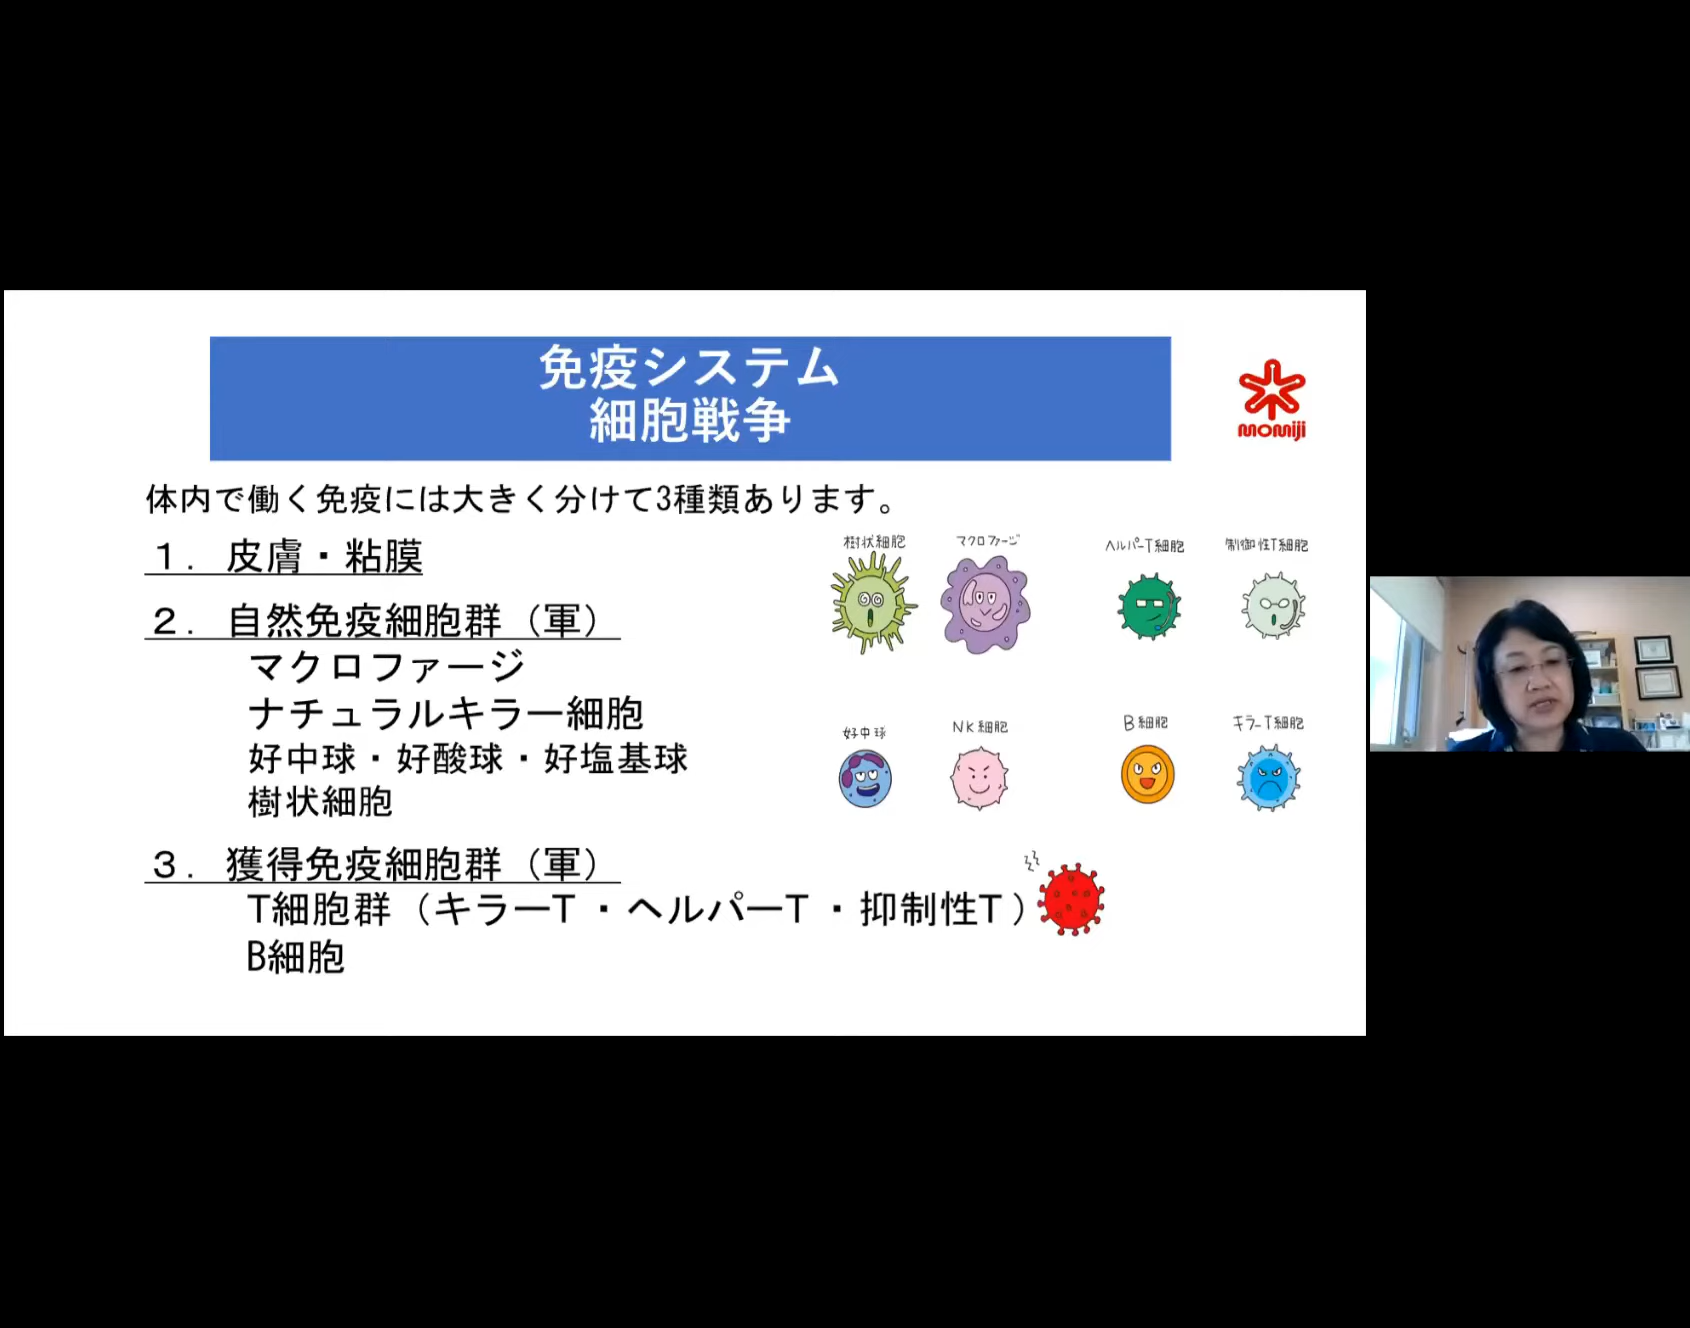 免疫システム
細胞戦争
momiji
体内で働く免疫には大きく分けて3種類あります。
１．皮膚・粘膜
２．自然免疫細胞群（軍）
マクロファージ
ナチュラルキラー細胞
好中球・好酸球・好塩基球
樹状細胞
３．獲得免疫細胞群（軍）
T細胞群（キラーT・ヘルパーT・抑制性T）
B細胞
樹状細胞
マクロファージ
ヘルパーT細胞
制御性T細胞
好中球
NK細胞
B細胞
キラーT細胞